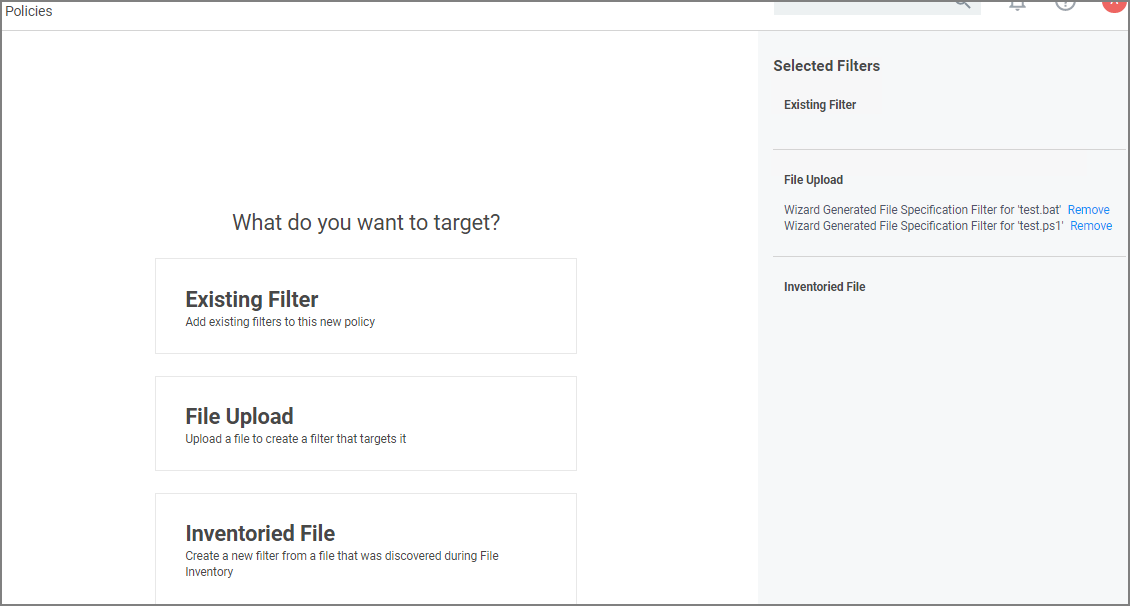 Policies
What do you want to target?
Existing Filter
Add existing filters to this new policy
File Upload
Upload a file to create a filter that targets it
Inventoried File
Create a new filter from a file that was discovered during File
Inventory
Selected Filters
Existing Filter
File Upload
Wizard Generated File Specification Filter for 'test.bat' Remove
Wizard Generated File Specification Filter for 'test.ps1' Remove
Inventoried File